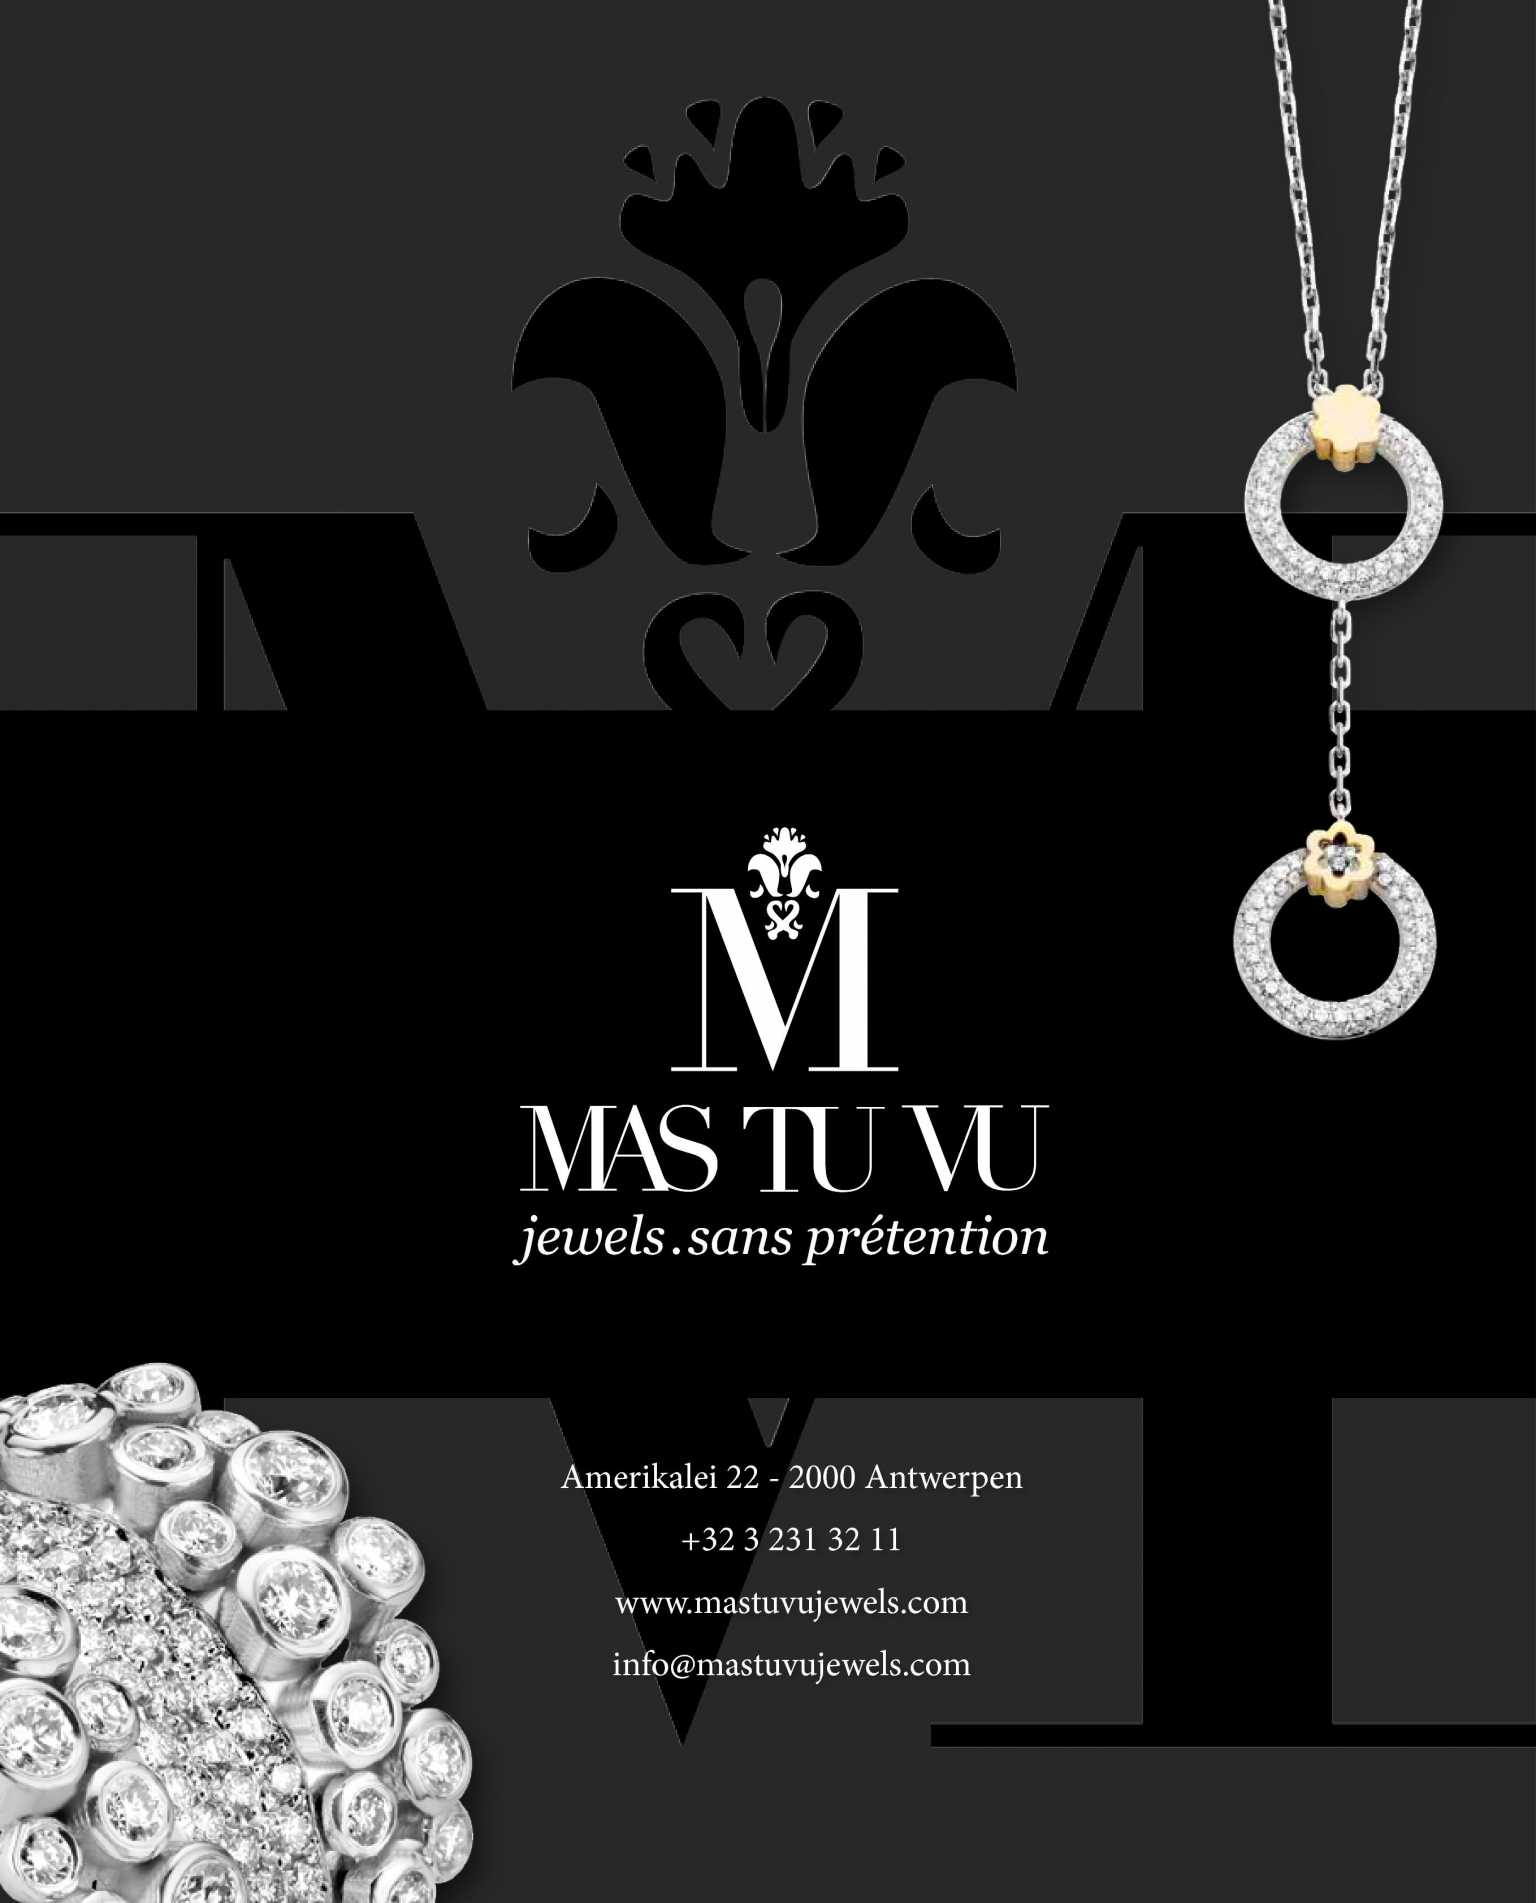 M
MAS TU VU
jewels.sans prétention
Amerikalei 22 - 2000 Antwerpen
+32 3 231 32 11
www.mastuvujewels.com
info@mastuvujewels.com